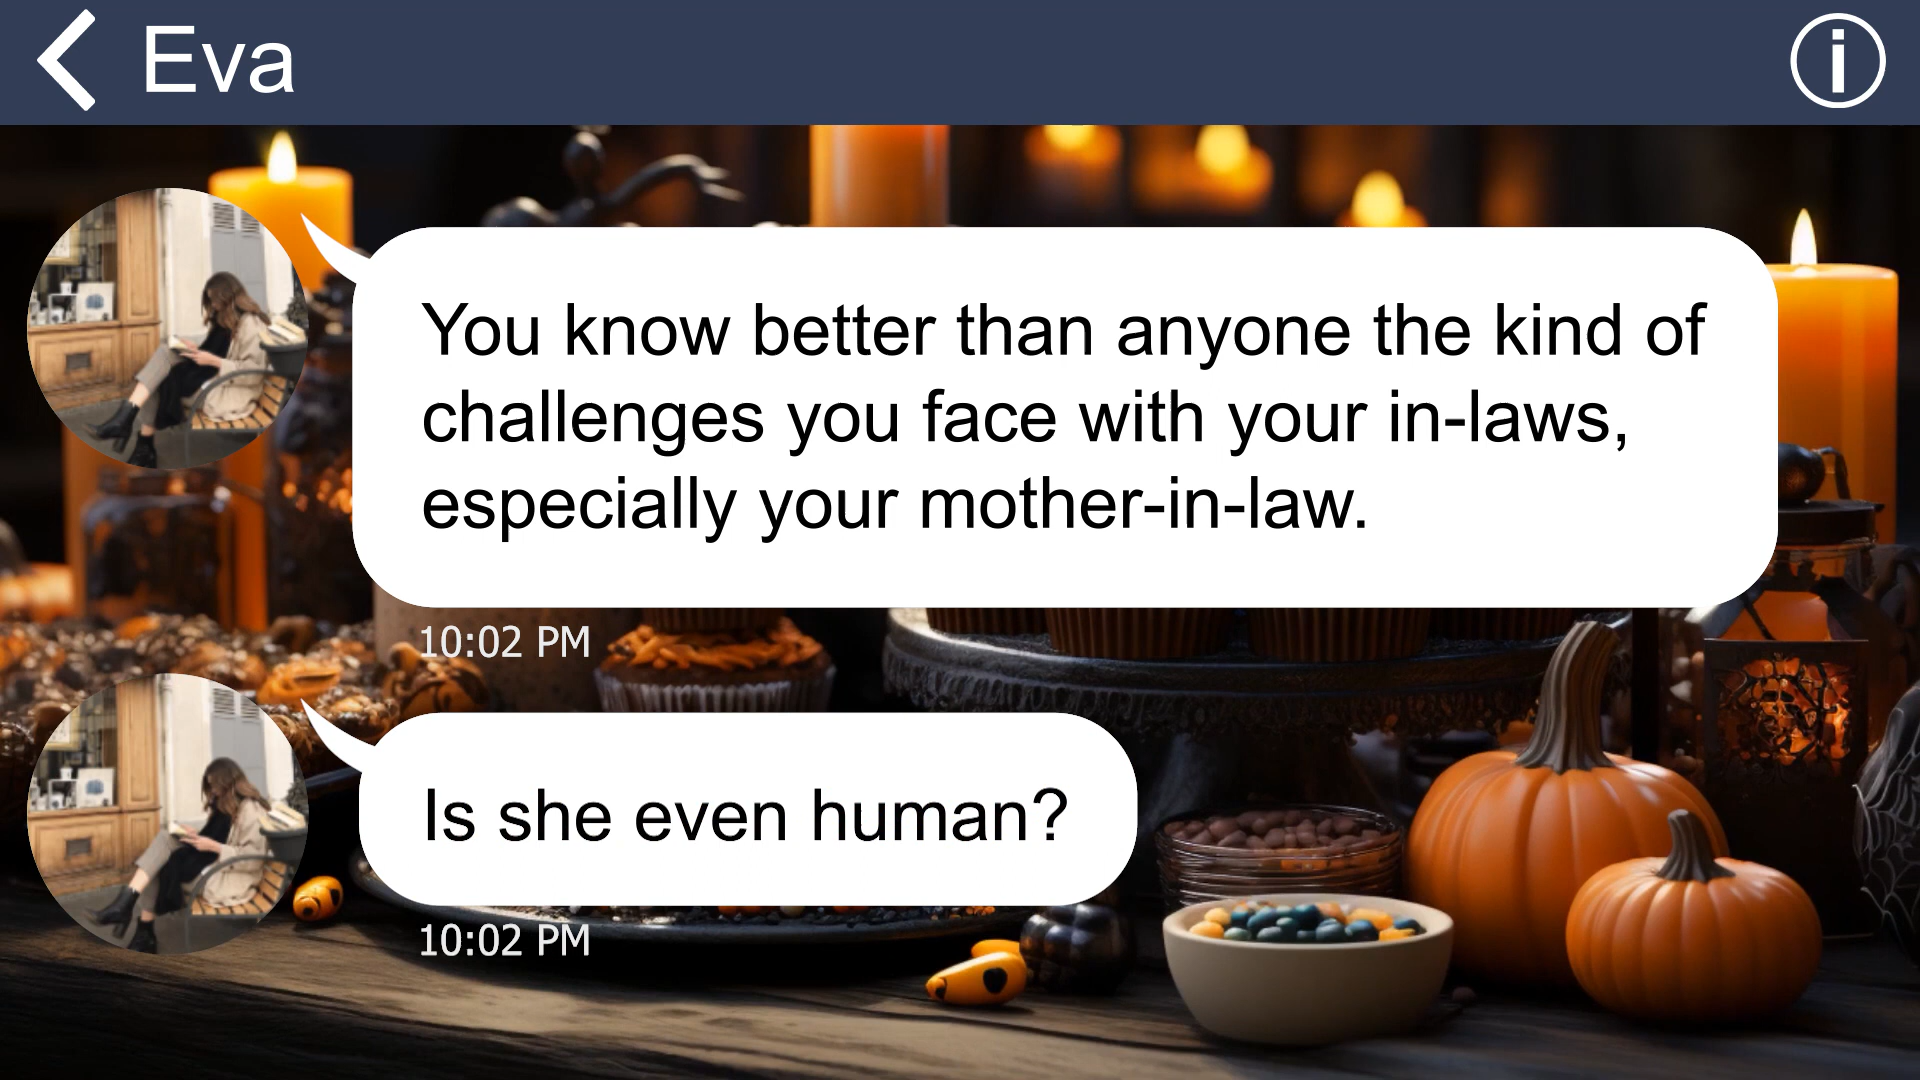 Eva
You know better than anyone the kind of
challenges you face with your in-laws,
especially your mother-in-law.
10:02 PM
Is she even human?
10:02 PM